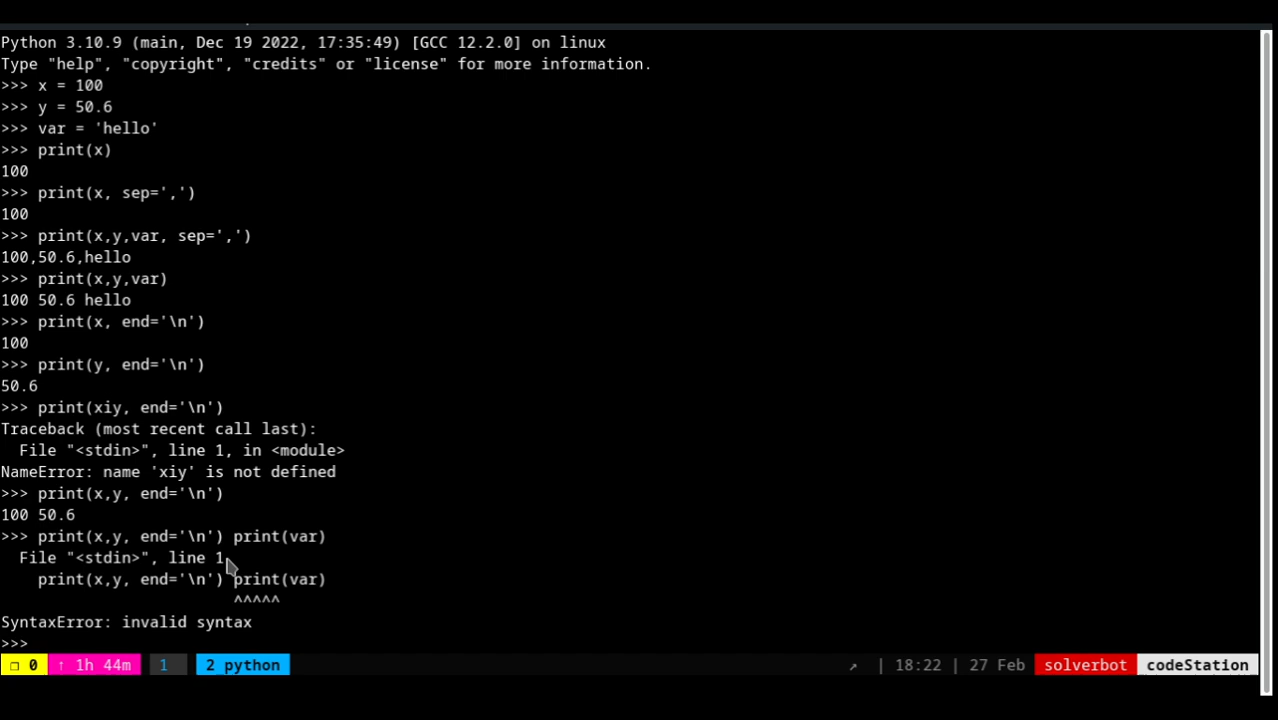 Python 3.10.9 (main, Dec 19 2022, 17:35:49) [GCC 12.2.0] on linux
Type "help", "copyright", "credits" or "license" for more information.
>>> x = 100
>>> y = 50.6
>>> var = 'hello'
>>> print(x)
100
>>> print(x, sep=',')
100
>>> print(x,y,var, sep=',')
100,50.6,hello
>>> print(x,y,var)
100 50.6 hello
>>> print(x, end='\n')
100
>>> print(y, end='\n')
50.6
>>> print(xiy, end='\n')
Traceback (most recent call last):
  File "<stdin>", line 1, in <module>
NameError: name 'xiy' is not defined
>>> print(x,y, end='\n')
100 50.6
>>> print(x,y, end='\n') print(var)
  File "<stdin>", line 1
    print(x,y, end='\n') print(var)
                         ^^^^^
SyntaxError: invalid syntax
>>>
❐ 0 ↑ 1h 44m 1 2 python ↗ | 18:22 | 27 Feb solverbot codeStation